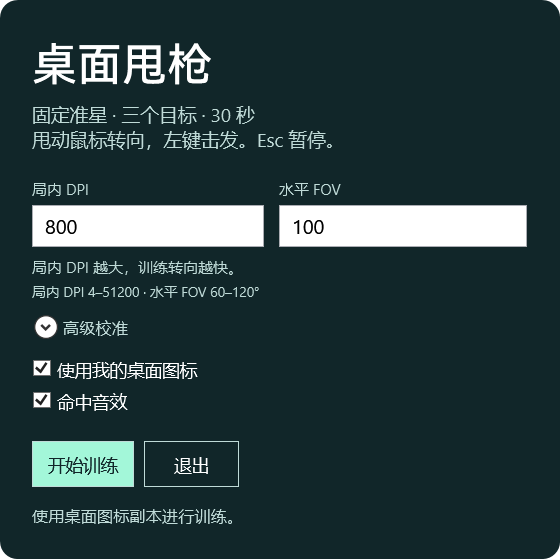 桌面甩枪
固定准星 · 三个目标 · 30 秒
甩动鼠标转向，左键击发。Esc 暂停。
局内 DPI
水平 FOV
800
100
局内 DPI 越大，训练转向越快。
局内 DPI 4–51200 · 水平 FOV 60–120°
高级校准
使用我的桌面图标
命中音效
开始训练
退出
使用桌面图标副本进行训练。